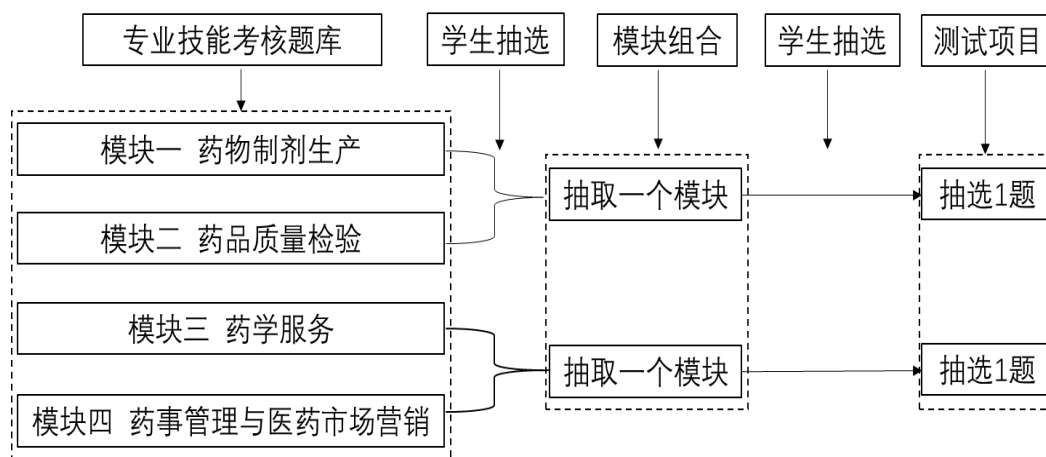 专业技能考核题库
学生抽选
模块组合
学生抽选
测试项目
模块一 药物制剂生产
模块二 药品质量检验
抽取一个模块
抽选1题
模块三 药学服务
模块四 药事管理与医药市场营销
抽取一个模块
抽选1题